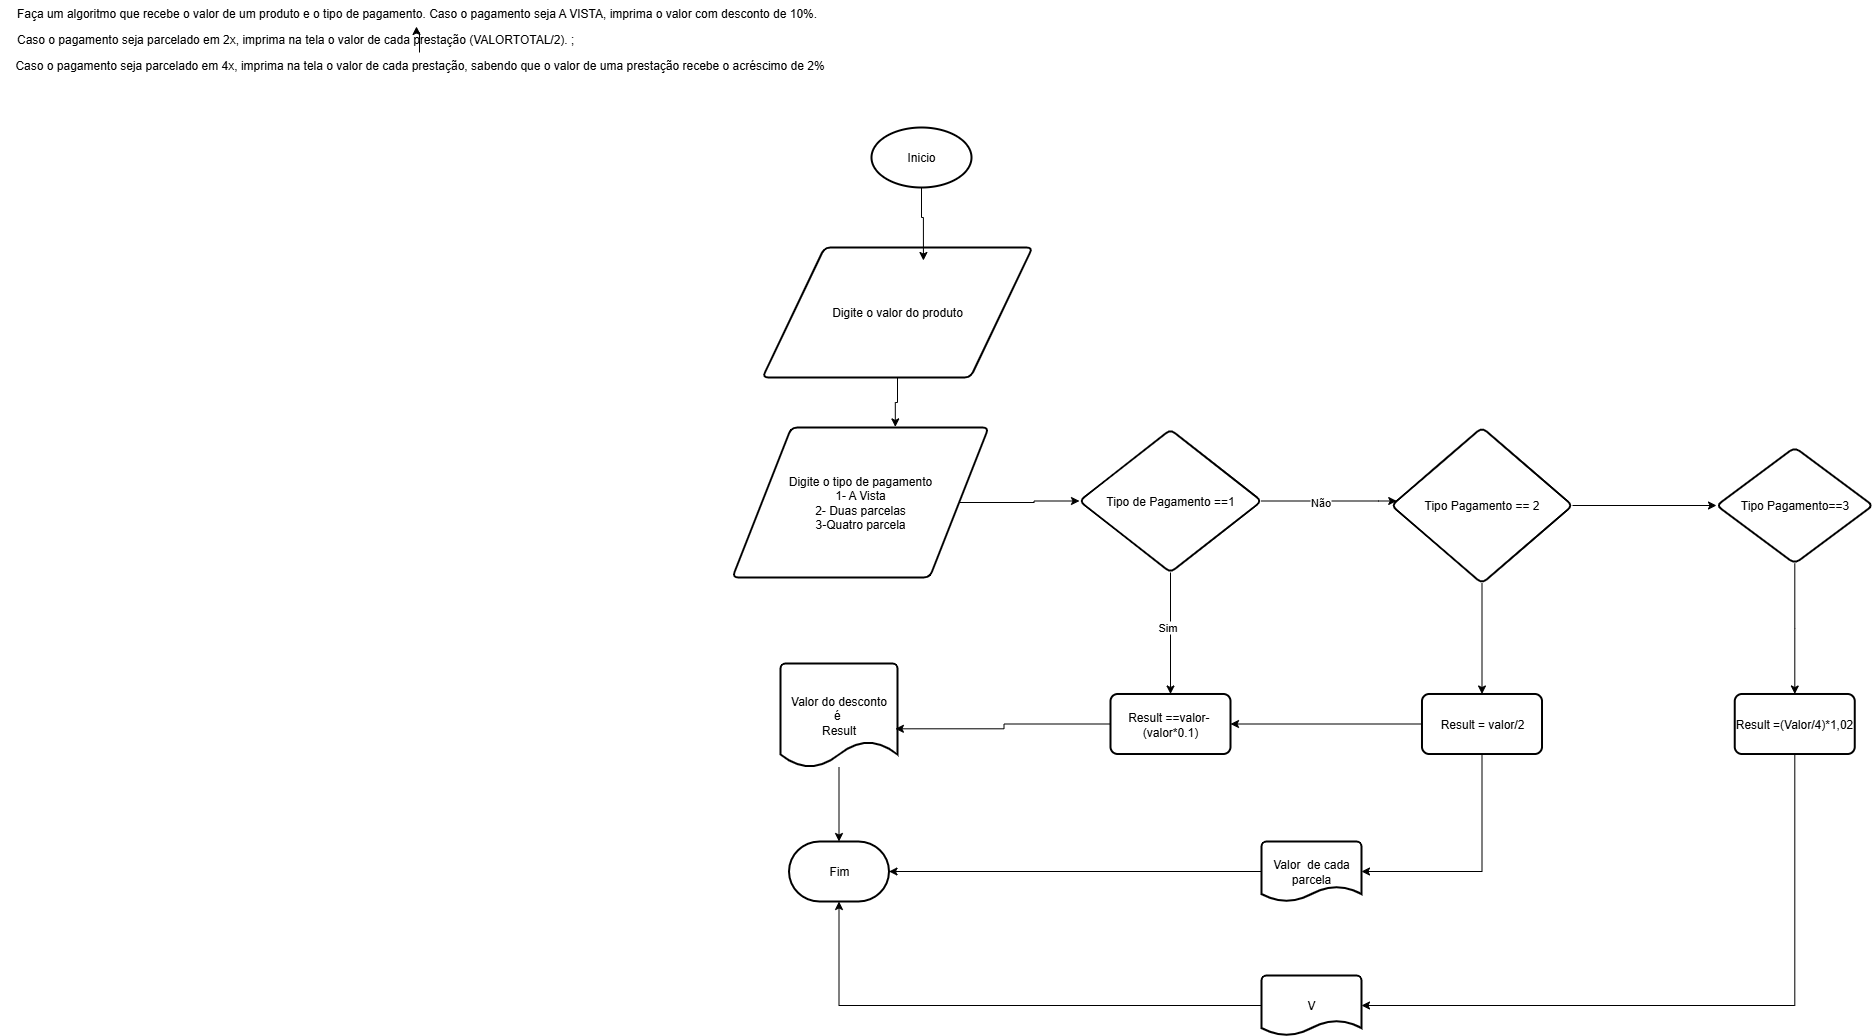 Faça um algoritmo que recebe o valor de um produto e o tipo de pagamento. Caso o pagamento seja A VISTA, imprima o valor com desconto de 10%.
Caso o pagamento seja parcelado em 2x, imprima na tela o valor de cada prestação (VALORTOTAL/2). ;
Caso o pagamento seja parcelado em 4x, imprima na tela o valor de cada prestação, sabendo que o valor de uma prestação recebe o acréscimo de 2%
Inicio
Digite o valor do produto
Digite o tipo de pagamento
1- A Vista
2- Duas parcelas
3-Quatro parcela
Tipo de Pagamento ==1
Não
Tipo Pagamento == 2
Tipo Pagamento==3
Sim
Valor do desconto
é
Result
Result ==valor-
(valor*0.1)
Result = valor/2
Result =(Valor/4)*1,02
Fim
Valor  de cada
parcela
V